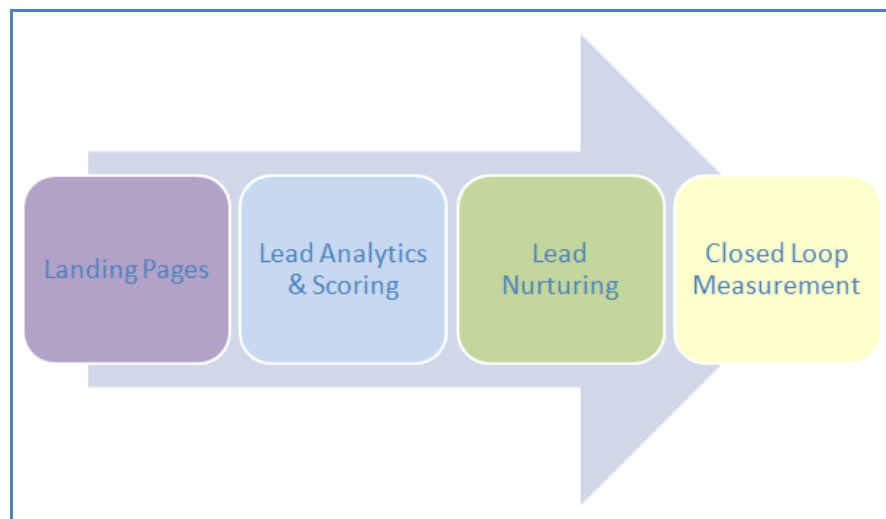 Landing Pages
Lead Analytics
& Scoring
Lead
Nurturing
Closed Loop
Measurement